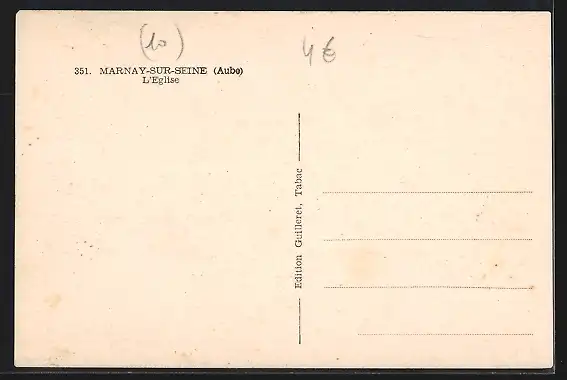 (10)
4€
351. MARNAY-SUR-SEINE (Aube)
L'Eglise
Edition Guilleret, Tabac